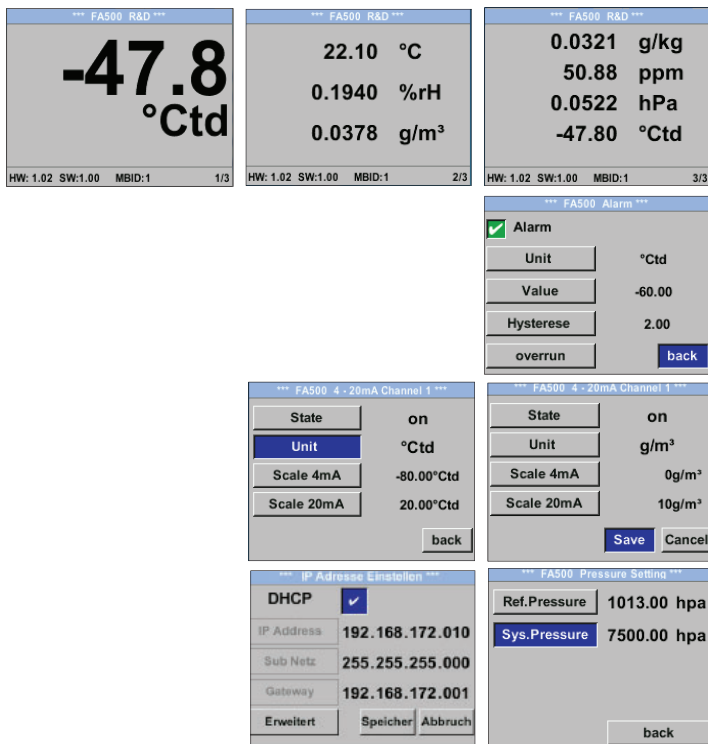 *** FA500 R&D ***
-47.8
°Ctd
HW: 1.02 SW:1.00 MBID:1 1/3
*** FA500 R&D ***
22.10 °C
0.1940 %rH
0.0378 g/m³
HW: 1.02 SW:1.00 MBID:1 2/3
*** FA500 R&D ***
0.0321 g/kg
50.88 ppm
0.0522 hPa
-47.80 °Ctd
HW: 1.02 SW:1.00 MBID:1 3/3
*** FA500 Alarm ***
Alarm
Unit °Ctd
Value -60.00
Hysterese 2.00
overrun back
*** FA500 4 - 20mA Channel 1 ***
State on
Unit °Ctd
Scale 4mA -80.00°Ctd
Scale 20mA 20.00°Ctd
back
*** FA500 4 - 20mA Channel 1 ***
State on
Unit g/m³
Scale 4mA 0g/m³
Scale 20mA 10g/m³
Save Cancel
*** IP Adresse Einstellen ***
DHCP
IP Address 192.168.172.010
Sub Netz 255.255.255.000
Gateway 192.168.172.001
Erweitert Speicher Abbruch
*** FA500 Pressure Setting ***
Ref.Pressure 1013.00 hpa
Sys.Pressure 7500.00 hpa
back